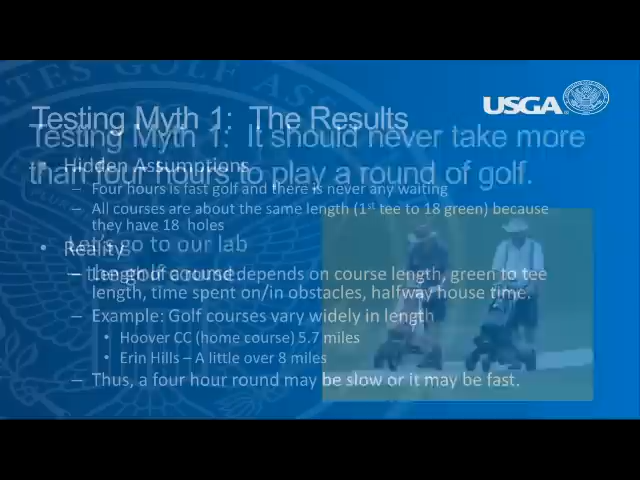 USGA
Testing Myth 1: The Results
Testing Myth 1: It should never take more
than four hours to play a round of golf.
• Hidden Assumptions
– Four hours is fast golf and there is never any waiting
– All courses are about the same length (1st tee to 18 green) because
they have 18 holes
Let's go to our lab
• Reality
– Length of a round depends on course length, green to tee
length, time spent on/in obstacles, halfway house time.
– Example: Golf courses vary widely in length
• Hoover CC (home course) 5.7 miles
• Erin Hills – A little over 8 miles
– Thus, a four hour round may be slow or it may be fast.